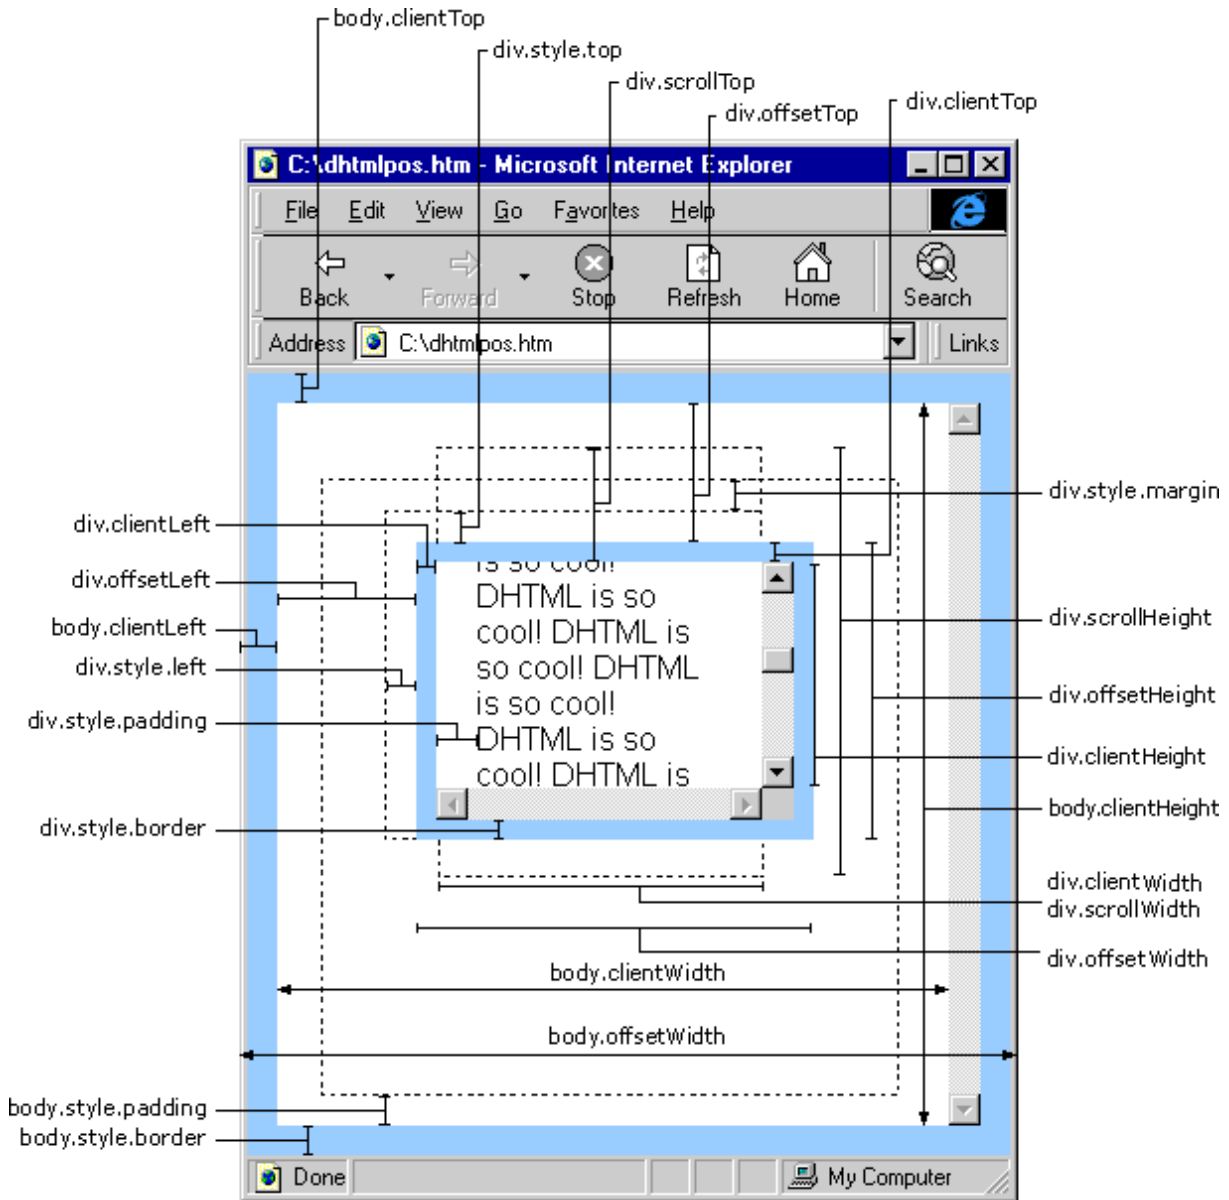 body.clientTop
div.style.top
div.scrollTop
div.clientTop
div.offsetTop
C:\dhtmlpos.htm - Microsoft Internet Explorer
File Edit View Go Favorites Help
Back Forward Stop Refresh Home Search
Address C:\dhtmlpos.htm Links
div.style.margin
div.clientLeft
is so cool!
div.offsetLeft
DHTML is so
div.scrollHeight
body.clientLeft
cool! DHTML is
div.style.left
so cool! DHTML
div.offsetHeight
is so cool!
div.style.padding
DHTML is so
div.clientHeight
cool! DHTML is
body.clientHeight
div.style.border
div.clientWidth
div.scrollWidth
div.offsetWidth
body.clientWidth
body.offsetWidth
body.style.padding
body.style.border
Done My Computer